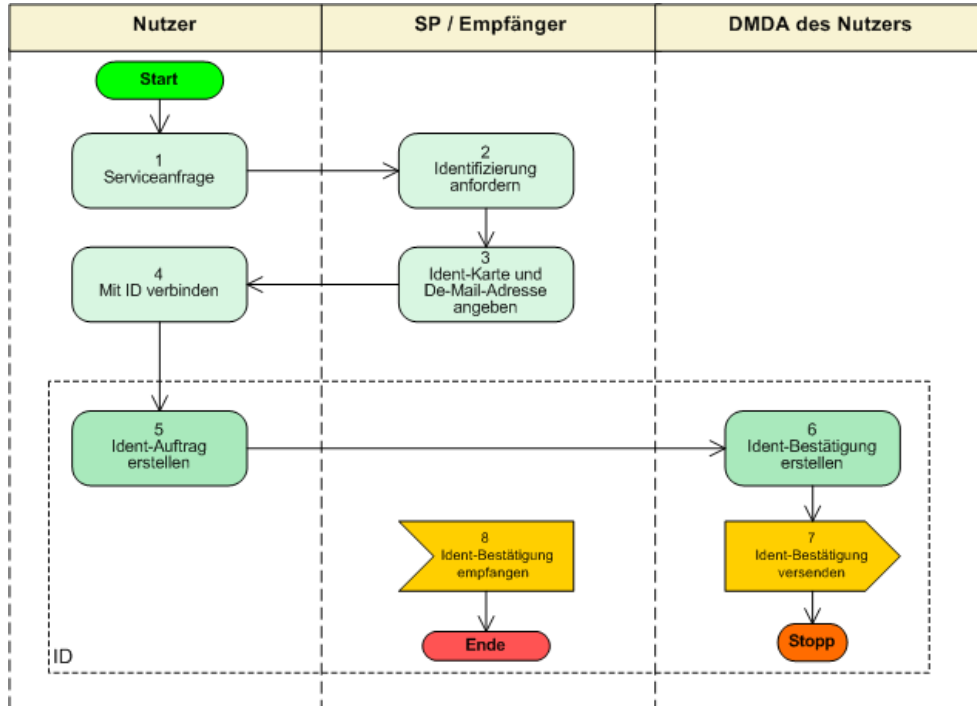 Nutzer
SP / Empfänger
DMDA des Nutzers
Start
1
Serviceanfrage
2
Identifizierung
anfordern
4
Mit ID verbinden
3
Ident-Karte und
De-Mail-Adresse
angeben
5
Ident-Auftrag
erstellen
6
Ident-Bestätigung
erstellen
8
Ident-Bestätigung
empfangen
7
Ident-Bestätigung
versenden
Ende
Stopp
ID